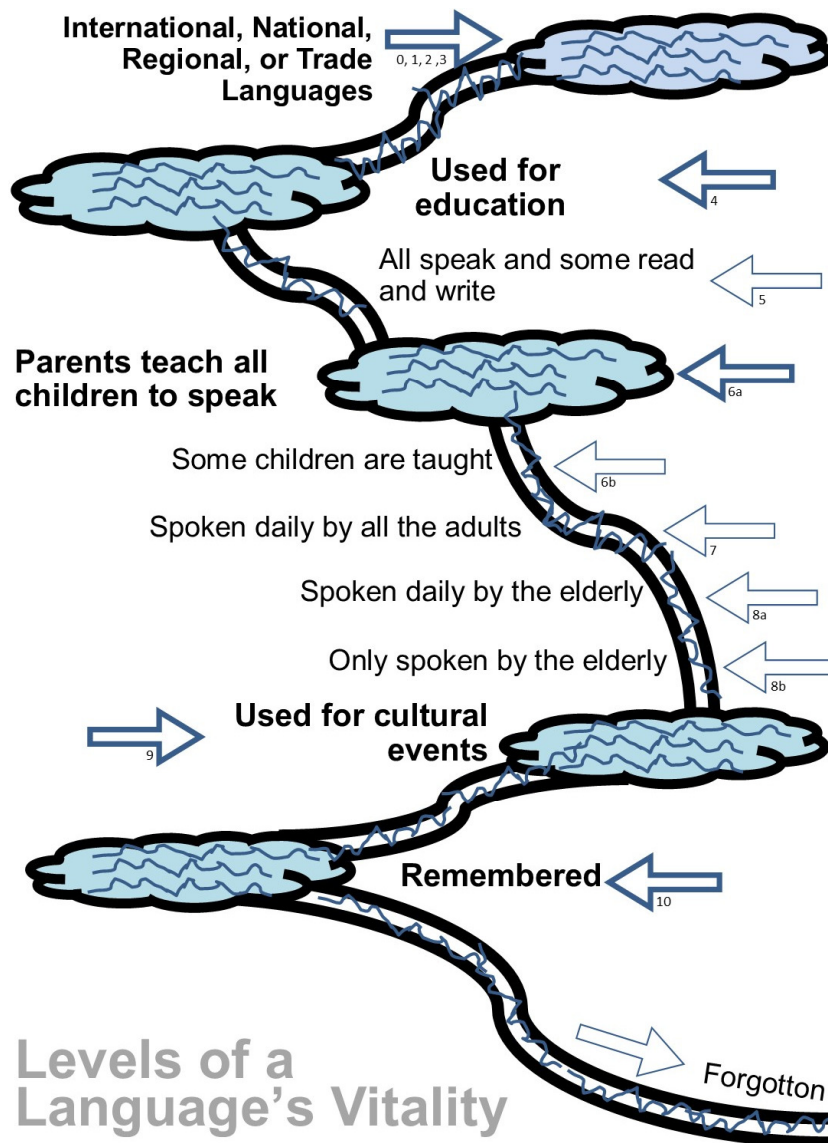 International, National,
Regional, or Trade
Languages
0, 1, 2 ,3
Used for
education
4
All speak and some read
and write
5
Parents teach all
children to speak
6a
Some children are taught
6b
Spoken daily by all the adults
7
Spoken daily by the elderly
8a
Only spoken by the elderly
8b
Used for cultural
events
9
Remembered
10
Forgotton
Levels of a
Language's Vitality